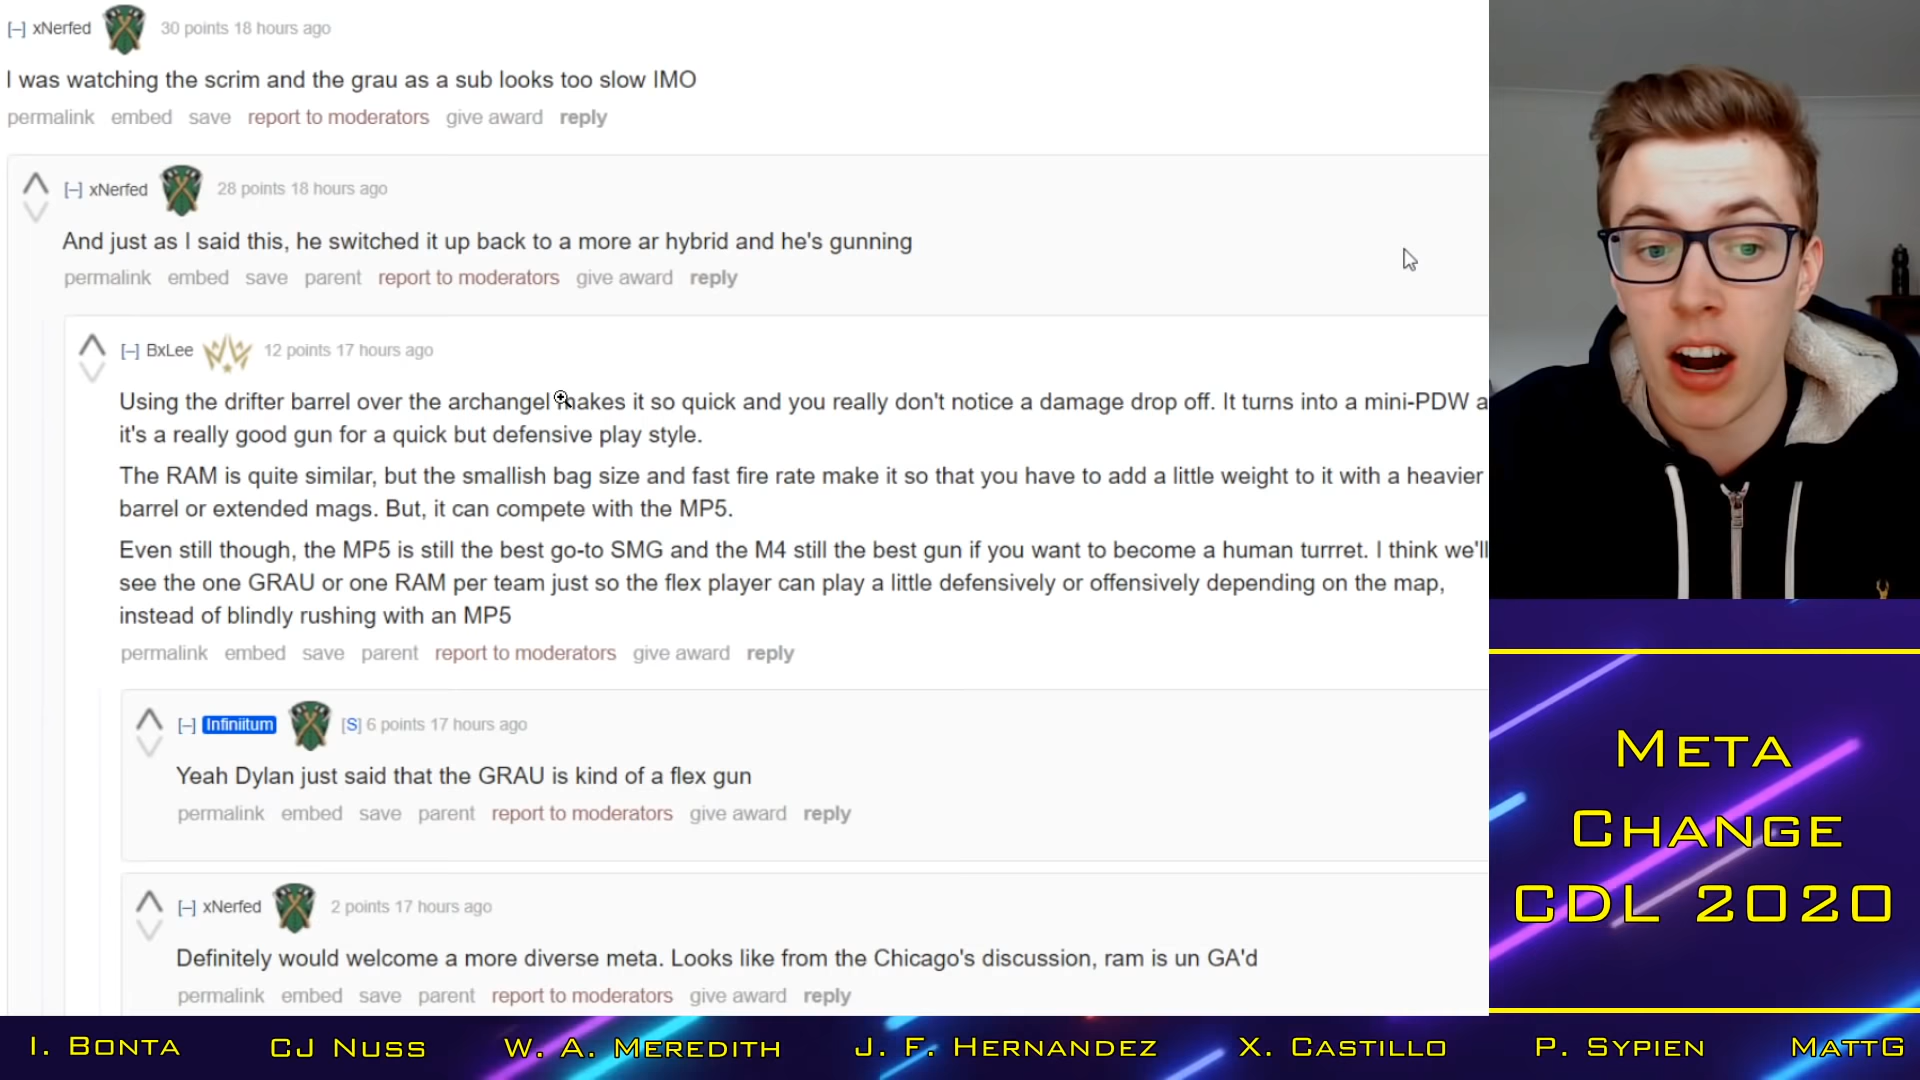 [–] xNerfed 30 points 18 hours ago
I was watching the scrim and the grau as a sub looks too slow IMO
permalink embed save report to moderators give award reply
[–] xNerfed 28 points 18 hours ago
And just as I said this, he switched it up back to a more ar hybrid and he's gunning
permalink embed save parent report to moderators give award reply
[–] BxLee 12 points 17 hours ago
Using the drifter barrel over the archangel makes it so quick and you really don't notice a damage drop off. It turns into a mini-PDW a
it's a really good gun for a quick but defensive play style.
The RAM is quite similar, but the smallish bag size and fast fire rate make it so that you have to add a little weight to it with a heavier
barrel or extended mags. But, it can compete with the MP5.
Even still though, the MP5 is still the best go-to SMG and the M4 still the best gun if you want to become a human turrret. I think we'll
see the one GRAU or one RAM per team just so the flex player can play a little defensively or offensively depending on the map,
instead of blindly rushing with an MP5
permalink embed save parent report to moderators give award reply
[–] Infiniitum [S] 6 points 17 hours ago
Yeah Dylan just said that the GRAU is kind of a flex gun
permalink embed save parent report to moderators give award reply
[–] xNerfed 2 points 17 hours ago
Definitely would welcome a more diverse meta. Looks like from the Chicago's discussion, ram is un GA'd
permalink embed save parent report to moderators give award reply
META
CHANGE
CDL 2020
I. BONTA CJ NUSS W. A. MEREDITH J. F. HERNANDEZ X. CASTILLO P. SYPIEN MATTG